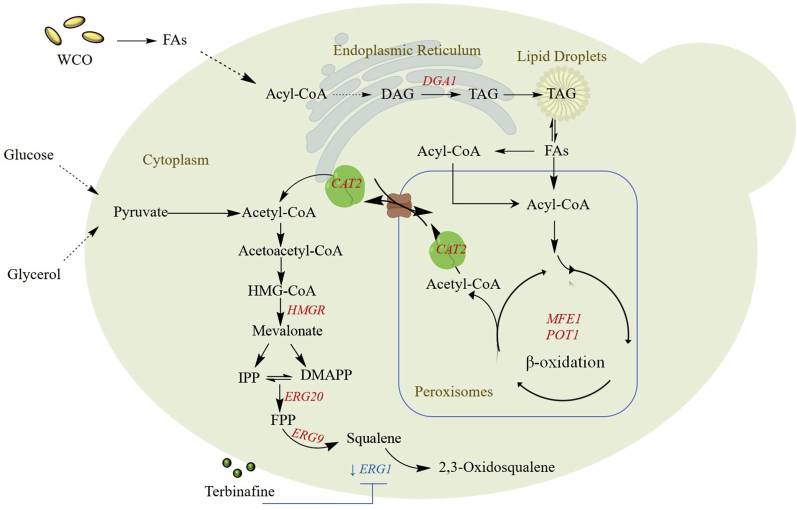 WCO
FAs
Endoplasmic Reticulum
Lipid Droplets
Acyl-CoA
DAG
DGA1
TAG
TAG
Glucose
Cytoplasm
Acyl-CoA
FAs
CAT2
Pyruvate
Acetyl-CoA
Acyl-CoA
Acetoacetyl-CoA
CAT2
Glycerol
HMG-CoA
Acetyl-CoA
HMGR
MFE1
POT1
Mevalonate
β-oxidation
IPP
DMAPP
Peroxisomes
ERG20
FPP
ERG9
Squalene
↓ ERG1
2,3-Oxidosqualene
Terbinafine